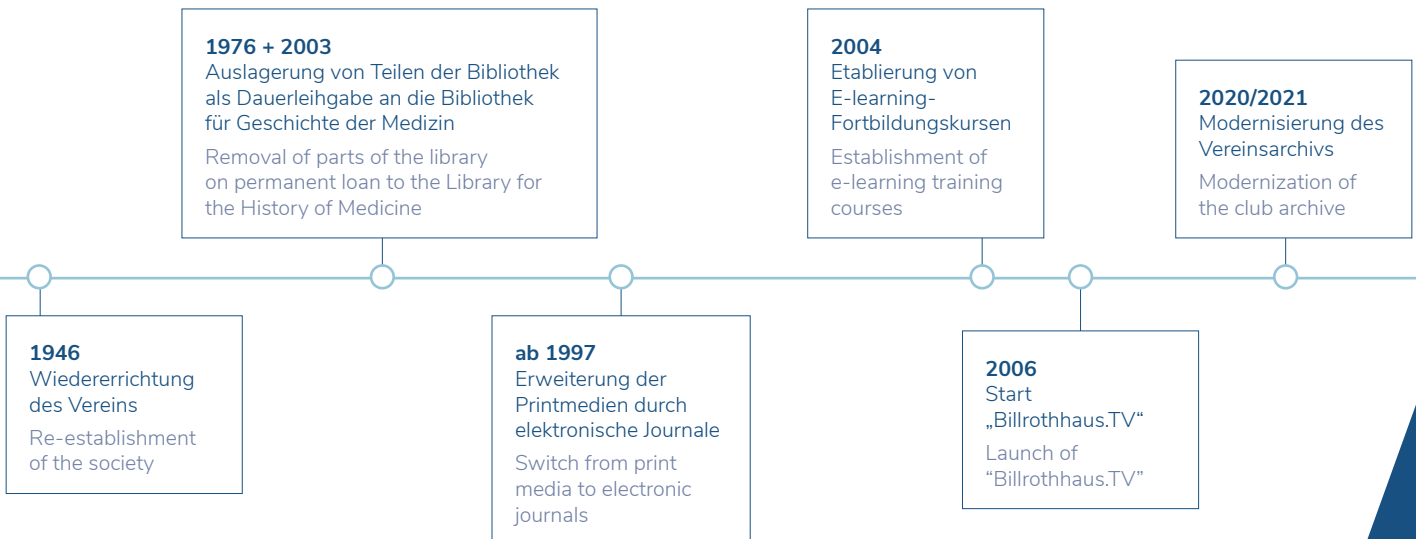 1976 + 2003
Auslagerung von Teilen der Bibliothek
als Dauerleihgabe an die Bibliothek
für Geschichte der Medizin
Removal of parts of the library
on permanent loan to the Library for
the History of Medicine
2004
Etablierung von
E-learning-
Fortbildungskursen
Establishment of
e-learning training
courses
2020/2021
Modernisierung des
Vereinsarchivs
Modernization of
the club archive
1946
Wiedererrichtung
des Vereins
Re-establishment
of the society
ab 1997
Erweiterung der
Printmedien durch
elektronische Journale
Switch from print
media to electronic
journals
2006
Start
„Billrothhaus.TV“
Launch of
“Billrothhaus.TV”